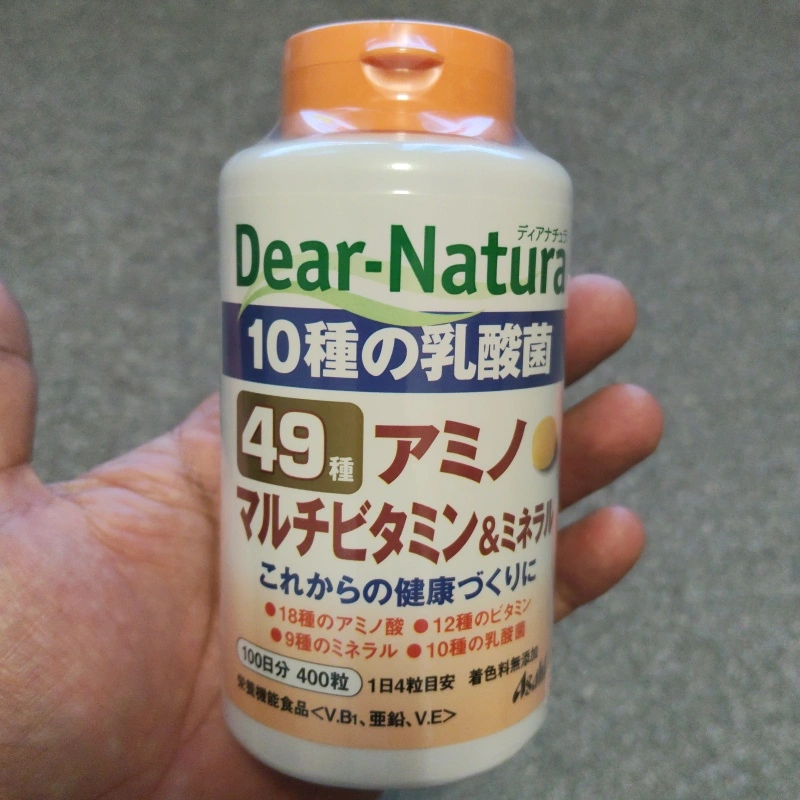 ディアナチュラ
Dear-Natura
10種の乳酸菌
49種 アミノ
マルチビタミン&ミネラル
これからの健康づくりに
●18種のアミノ酸 ●12種のビタミン
●9種のミネラル ●10種の乳酸菌
100日分 400粒 1日4粒目安 着色料無添加
栄養機能食品<V.B1、亜鉛、V.E> Asahi